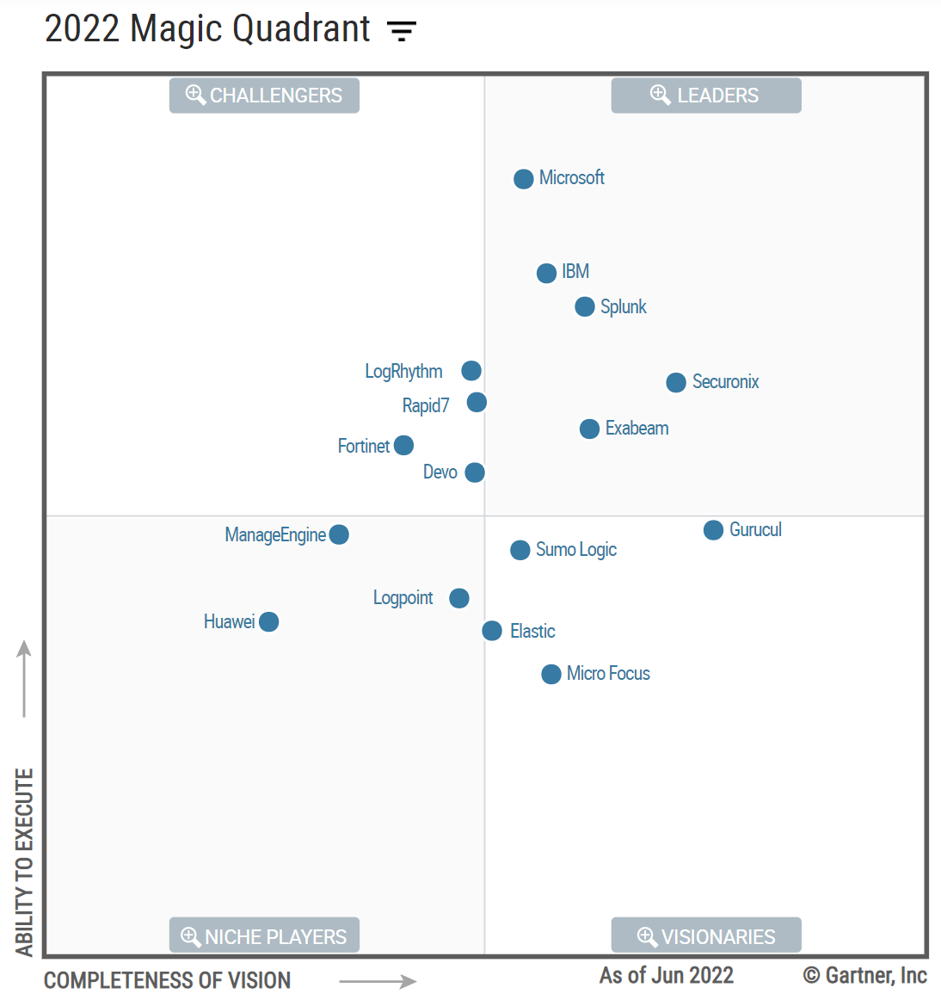 2022 Magic Quadrant
CHALLENGERS
LEADERS
Microsoft
IBM
Splunk
LogRhythm
Securonix
Rapid7
Exabeam
Fortinet
Devo
ManageEngine
Gurucul
Sumo Logic
Logpoint
Huawei
Elastic
Micro Focus
ABILITY TO EXECUTE
NICHE PLAYERS
VISIONARIES
COMPLETENESS OF VISION
As of Jun 2022
© Gartner, Inc